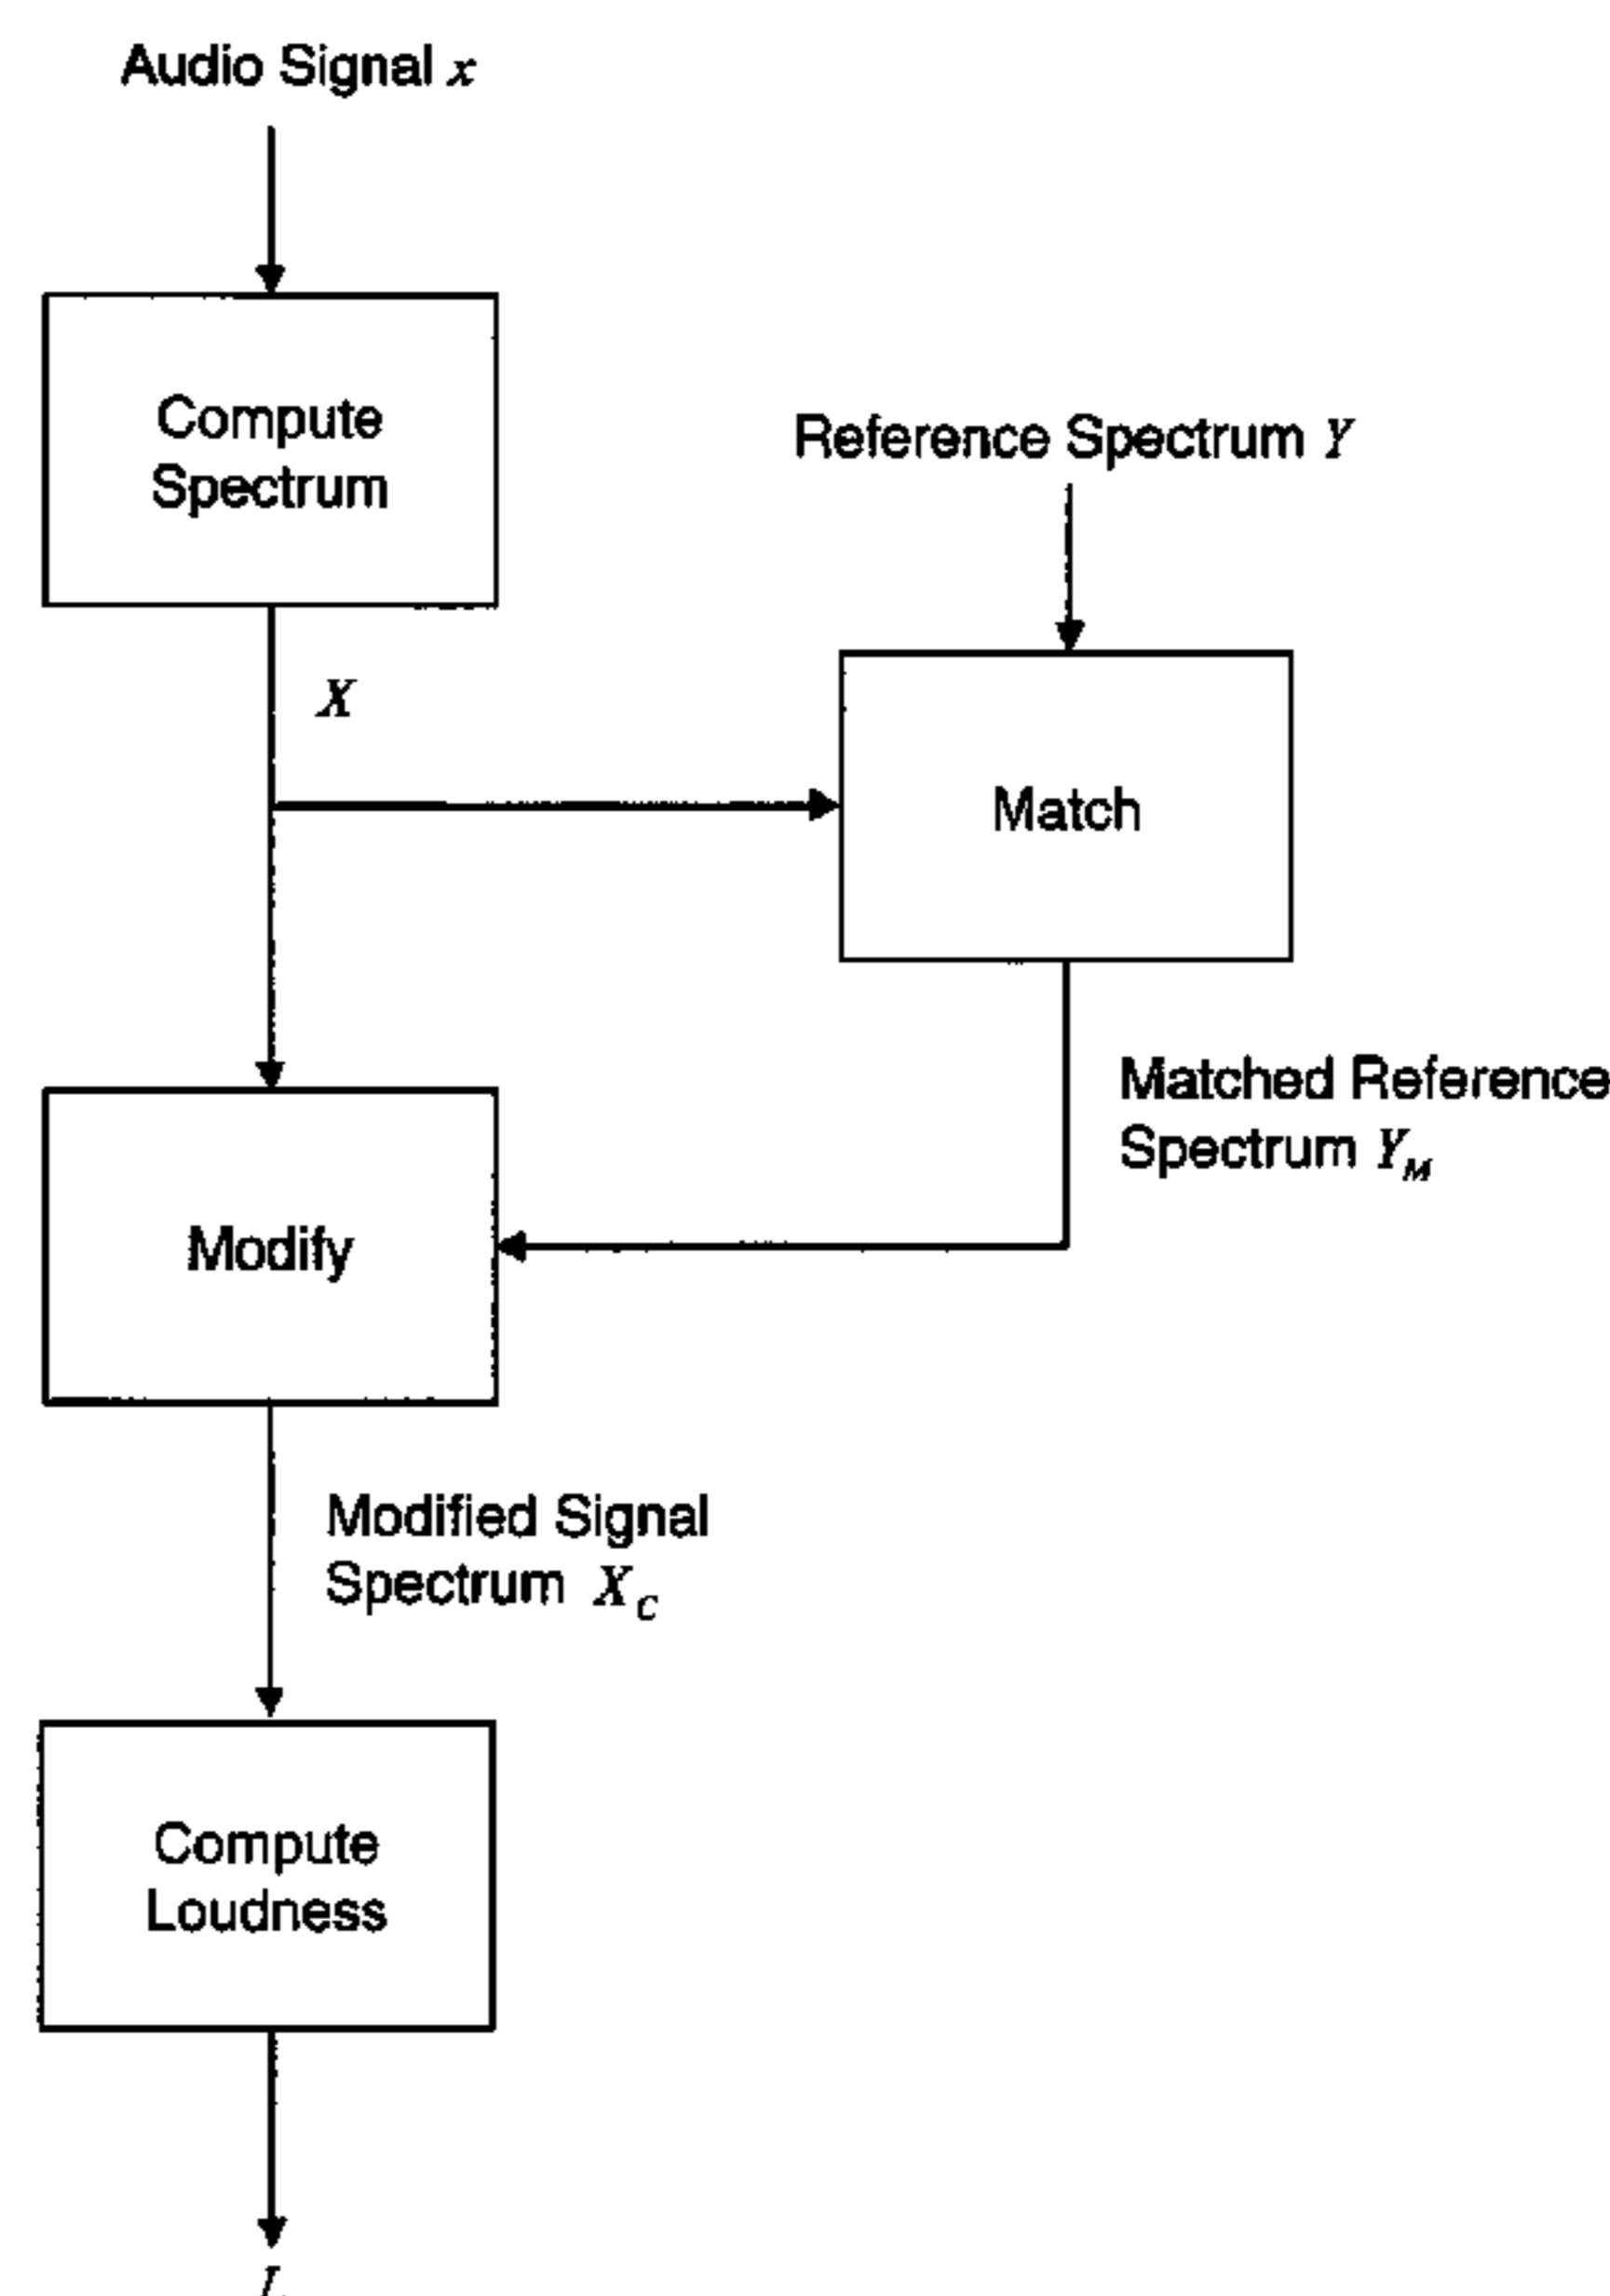 Audio Signal x
Compute
Spectrum
Reference Spectrum Y
X
Match
Matched Reference
Spectrum Y_M
Modify
Modified Signal
Spectrum X_C
Compute
Loudness